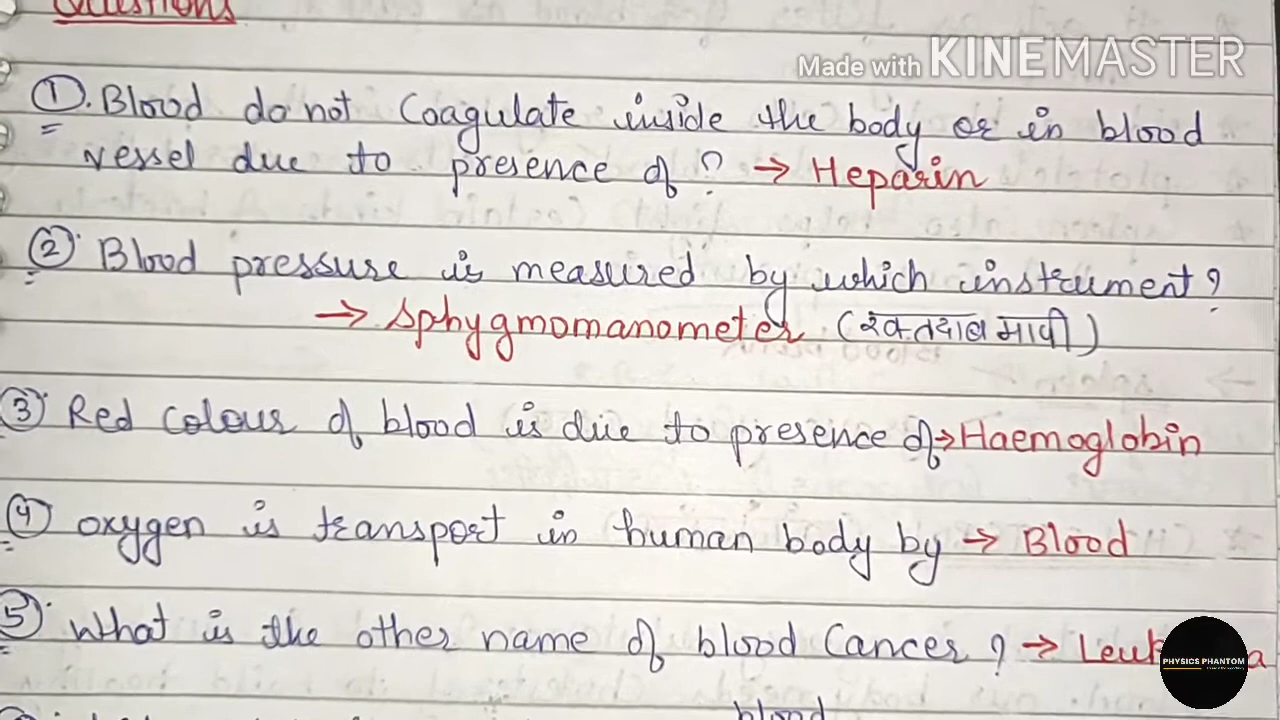 Questions
Made with KINEMASTER
①. Blood do not Coagulate inside the body or in blood
vessel due to presence of ? → Heparin
②. Blood pressure is measured by which instrument?
→ Sphygmomanometer (रक्तदाब मापी)
③ Red colour of blood is due to presence of → Haemoglobin
④ oxygen is transport in human body by → Blood
⑤. What is the other name of blood Cancer ? →
PHYSICS PHANTOM
blood